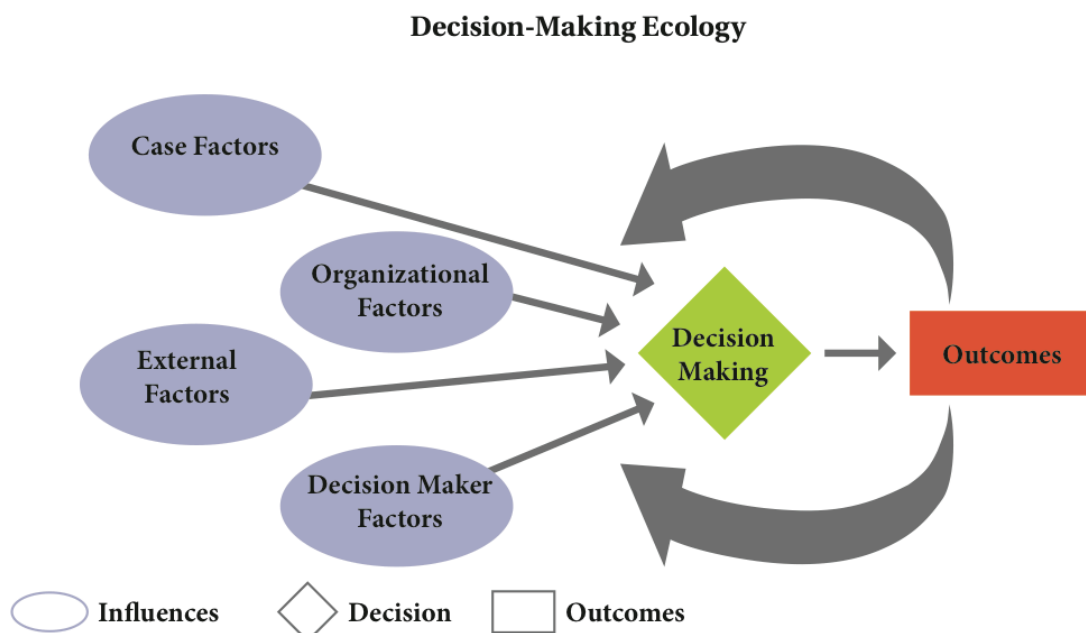 Decision-Making Ecology
Case Factors
Organizational
Factors
External
Factors
Decision Maker
Factors
Decision
Making
Outcomes
Influences
Decision
Outcomes